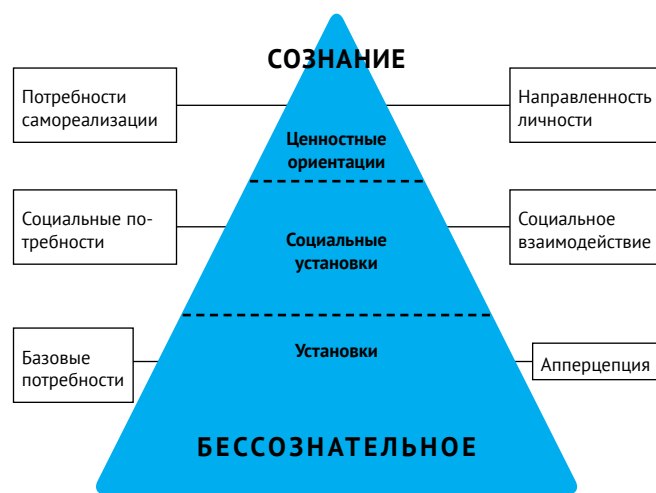 СОЗНАНИЕ
Потребности
самореализации
Направленность
личности
Ценностные
ориентации
Социальные по-
требности
Социальные
установки
Социальное
взаимодействие
Базовые
потребности
Установки
Апперцепция
БЕССОЗНАТЕЛЬНОЕ